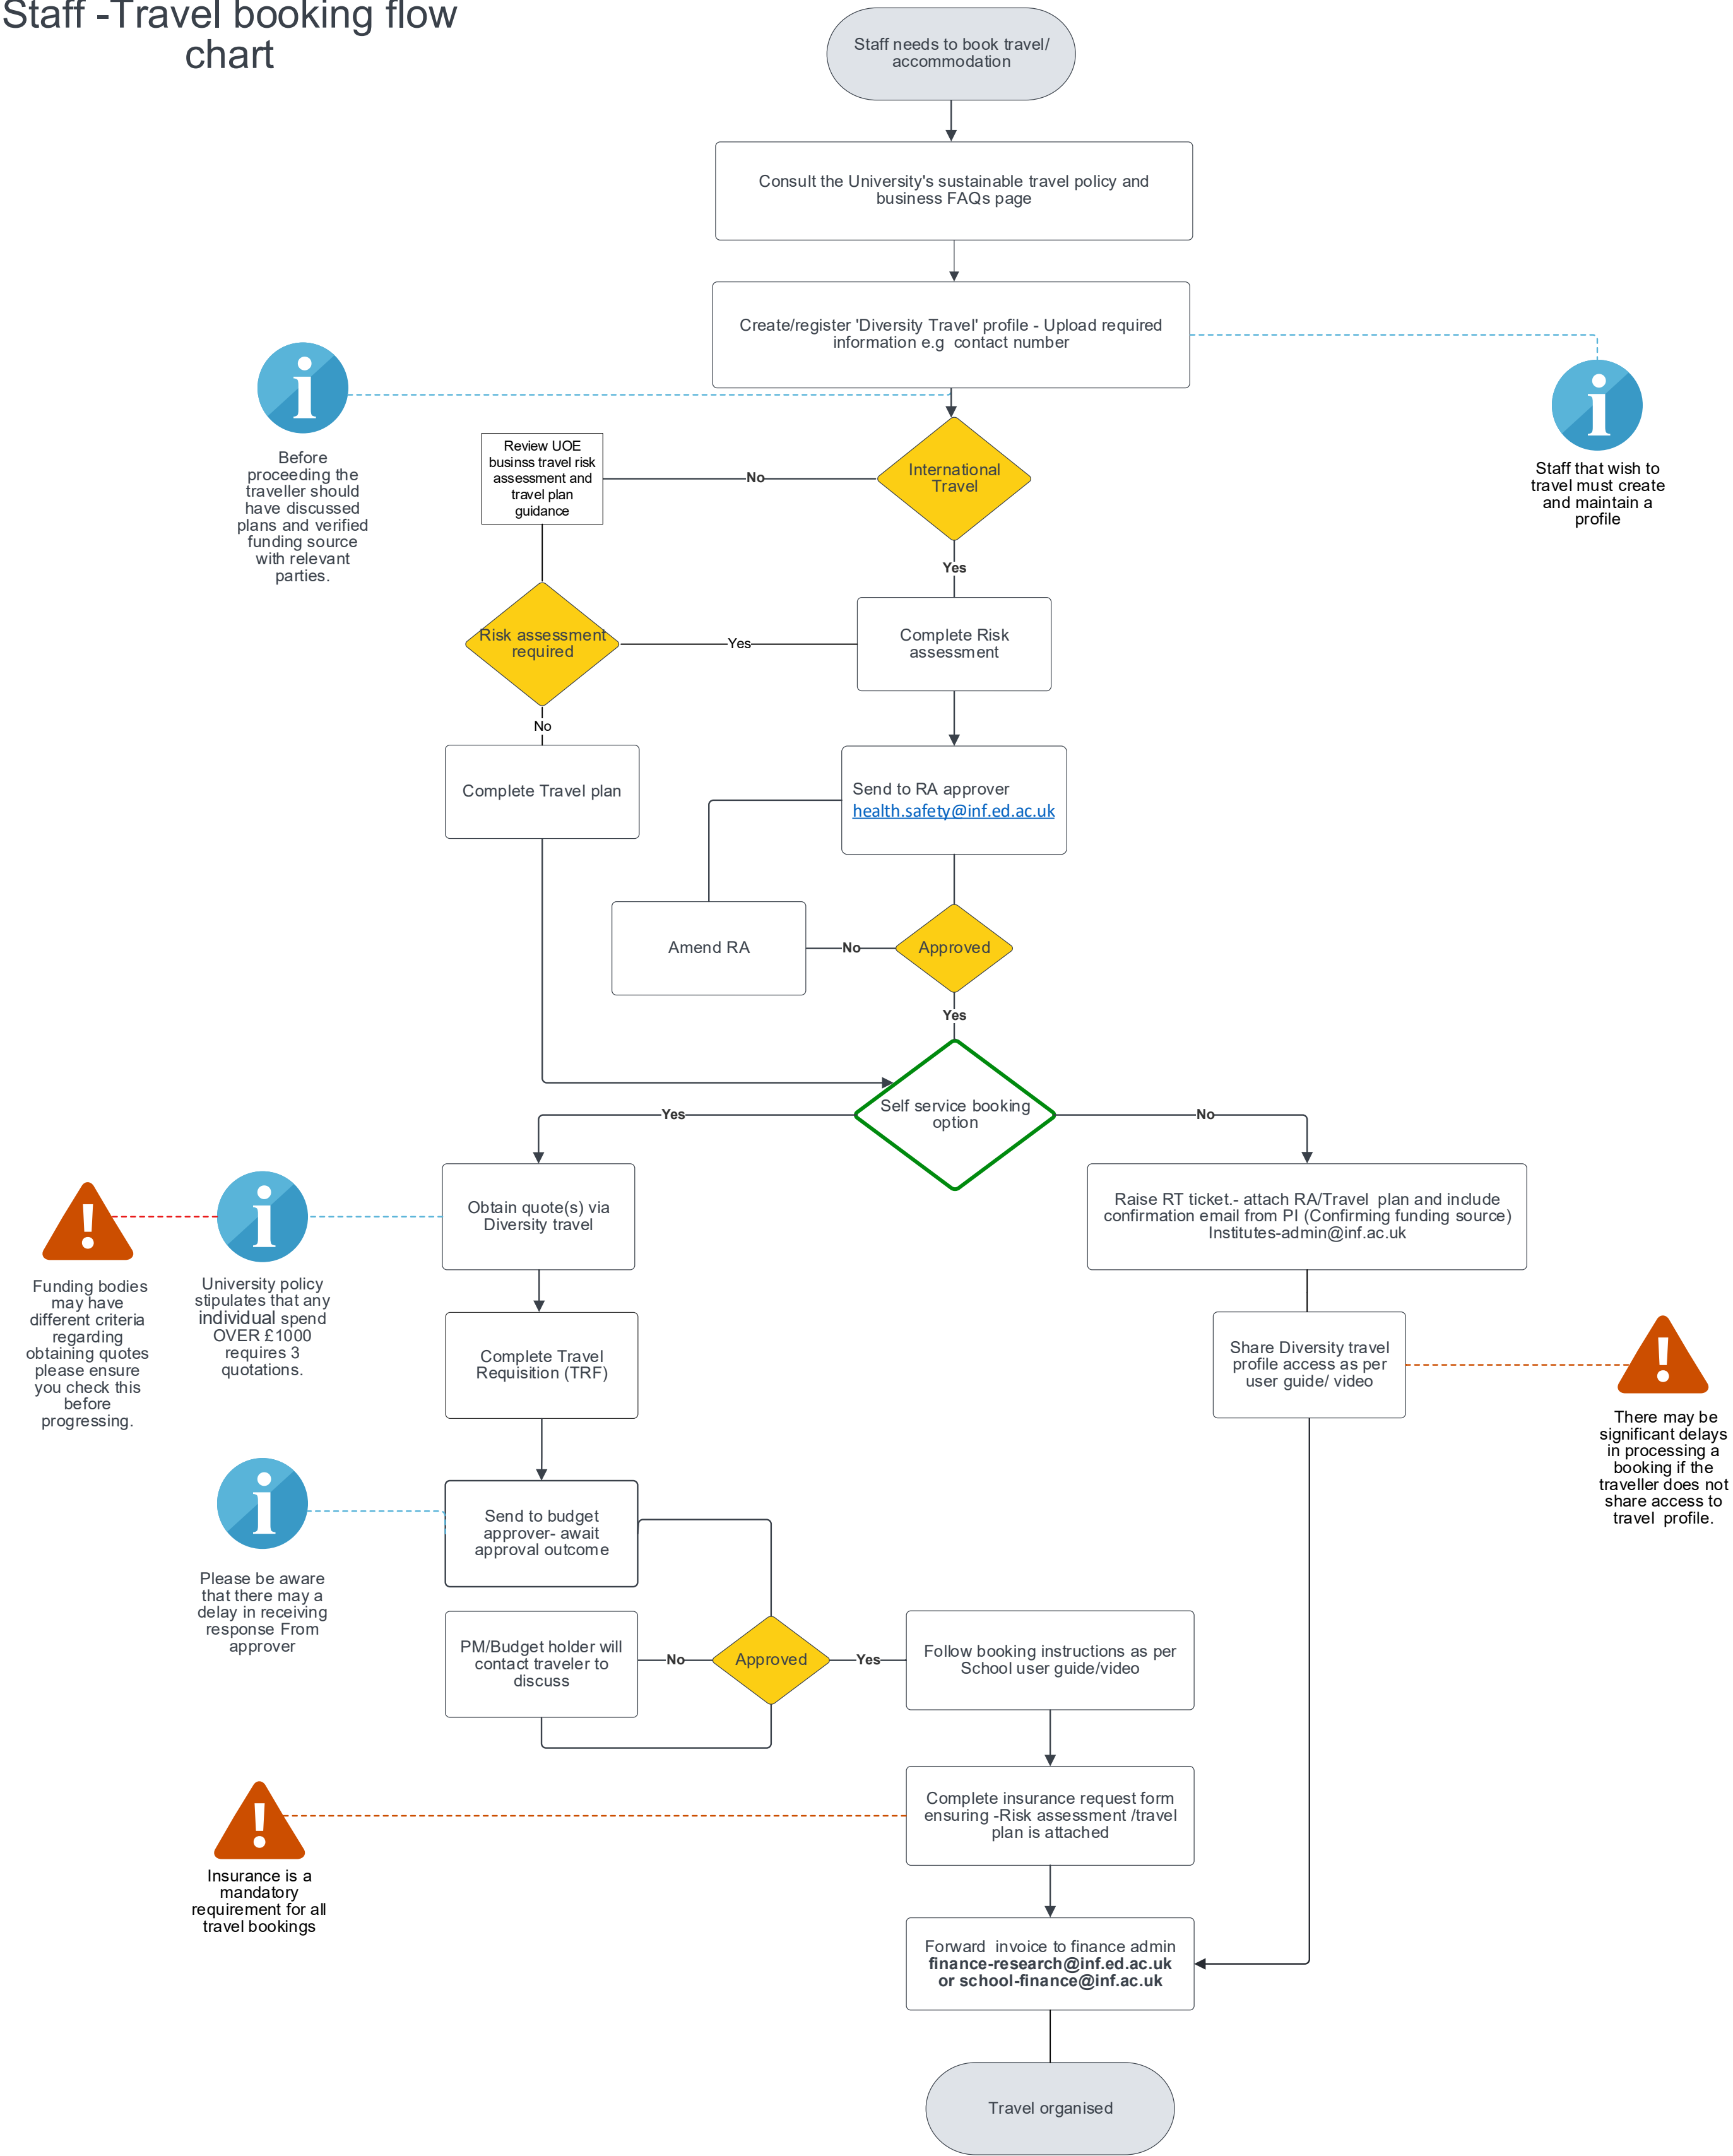 Staff -Travel booking flow
chart
Staff needs to book travel/
accommodation
Consult the University's sustainable travel policy and
business FAQs page
Create/register 'Diversity Travel' profile - Upload required
information e.g  contact number
Before
proceeding the
traveller should
have discussed
plans and verified
funding source
with relevant
parties.
Staff that wish to
travel must create
and maintain a
profile
Review UOE
businss travel risk
assessment and
travel plan
guidance
No
International
Travel
Yes
Risk assessment
required
Yes
Complete Risk
assessment
No
Complete Travel plan
Send to RA approver
health.safety@inf.ed.ac.uk
Amend RA
No
Approved
Yes
Self service booking
option
Yes
No
Obtain quote(s) via
Diversity travel
Raise RT ticket.- attach RA/Travel  plan and include
confirmation email from PI (Confirming funding source)
Institutes-admin@inf.ac.uk
Funding bodies
may have
different criteria
regarding
obtaining quotes
please ensure
you check this
before
progressing.
University policy
stipulates that any
individual spend
OVER £1000
requires 3
quotations.
Complete Travel
Requisition (TRF)
Share Diversity travel
profile access as per
user guide/ video
There may be
significant delays
in processing a
booking if the
traveller does not
share access to
travel  profile.
Send to budget
approver- await
approval outcome
Please be aware
that there may a
delay in receiving
response From
approver
PM/Budget holder will
contact traveler to
discuss
No
Approved
Yes
Follow booking instructions as per
School user guide/video
Complete insurance request form
ensuring -Risk assessment /travel
plan is attached
Insurance is a
mandatory
requirement for all
travel bookings
Forward  invoice to finance admin
finance-research@inf.ed.ac.uk
or school-finance@inf.ac.uk
Travel organised